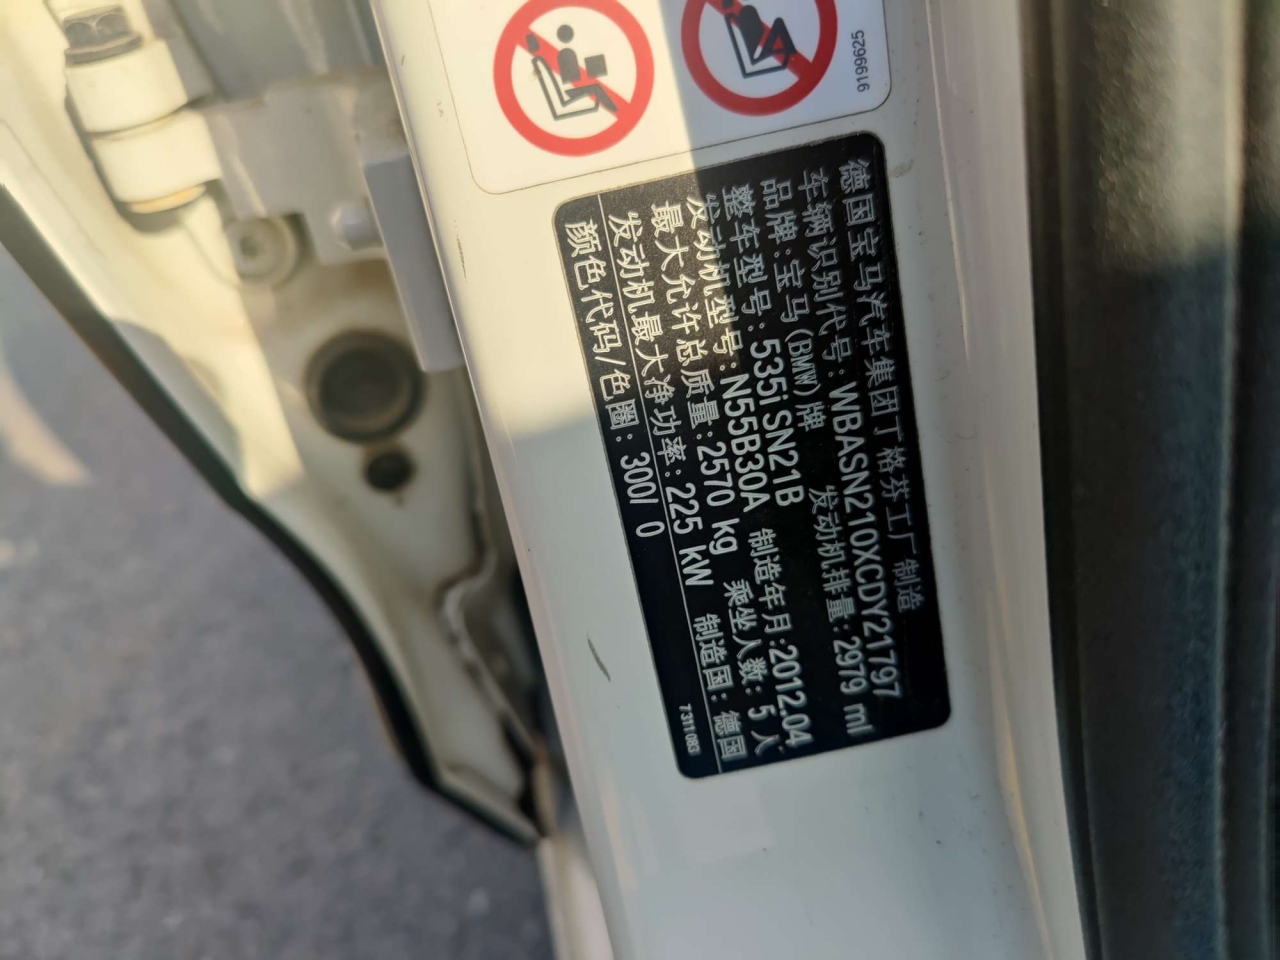 9199625
德国宝马汽车集团丁格芬工厂制造
车辆识别代号: WBASN210XCDY21797
品牌: 宝马(BMW)牌 发动机排量: 2979 ml
整车型号: 535i SN21B
发动机型号: N55B30A 制造年月: 2012.04
最大允许总质量: 2570 kg 乘坐人数: 5 人
发动机最大净功率: 225 kW 制造国: 德国
颜色代码/色圈: 300/ 0
7 311 083